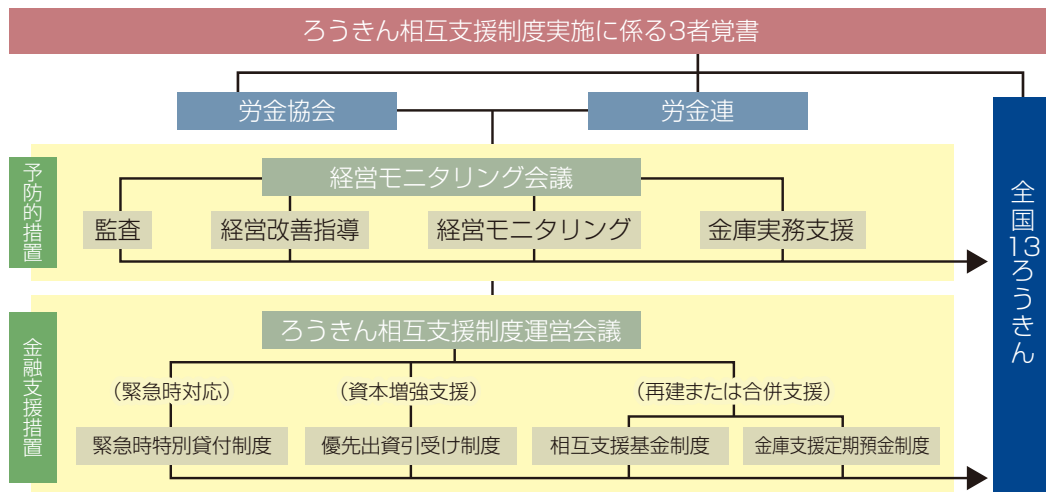 ろうきん相互支援制度実施に係る3者覚書
労金協会
労金連
全国13ろうきん
予防的措置
経営モニタリング会議
監査
経営改善指導
経営モニタリング
金庫実務支援
金融支援措置
ろうきん相互支援制度運営会議
(緊急時対応)
(資本増強支援)
(再建または合併支援)
緊急時特別貸付制度
優先出資引受け制度
相互支援基金制度
金庫支援定期預金制度